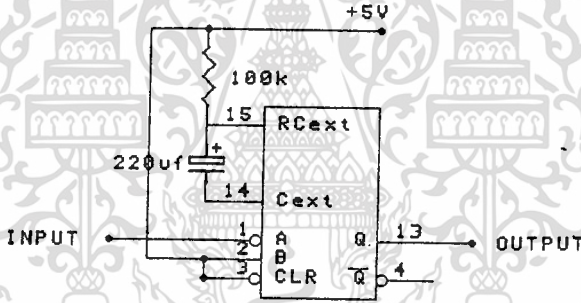 +5V
100k
15
RCext
+
220uf
14
Cext
INPUT
1
A
Q
13
OUTPUT
2
B
3
CLR
Q
4